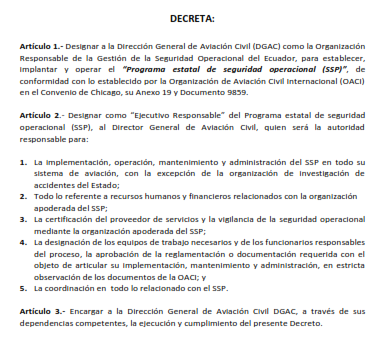 DECRETA:
Artículo 1.- Designar a la Dirección General de Aviación Civil (DGAC) como la Organización
Responsable de la Gestión de la Seguridad Operacional del Ecuador, para establecer,
implantar y operar el "Programa estatal de seguridad operacional (SSP)", de
conformidad con lo establecido por la Organización de Aviación Civil Internacional (OACI)
en el Convenio de Chicago, su Anexo 19 y Documento 9859.
Artículo 2.- Designar como "Ejecutivo Responsable" del Programa estatal de seguridad
operacional (SSP), al Director General de Aviación Civil, quien será la autoridad
responsable para:
1. La implementación, operación, mantenimiento y administración del SSP en todo su
sistema de aviación, con la excepción de la organización de investigación de
accidentes del Estado;
2. Todo lo referente a recursos humanos y financieros relacionados con la organización
apoderada del SSP;
3. La certificación del proveedor de servicios y la vigilancia de la seguridad operacional
mediante la organización apoderada del SSP;
4. La designación de los equipos de trabajo necesarios y de los funcionarios responsables
del proceso, la aprobación de la reglamentación o documentación requerida con el
objeto de articular su implementación, mantenimiento y administración, en estricta
observación de los documentos de la OACI; y
5. La coordinación en todo lo relacionado con el SSP.
Artículo 3.- Encargar a la Dirección General de Aviación Civil DGAC, a través de sus
dependencias competentes, la ejecución y cumplimiento del presente Decreto.